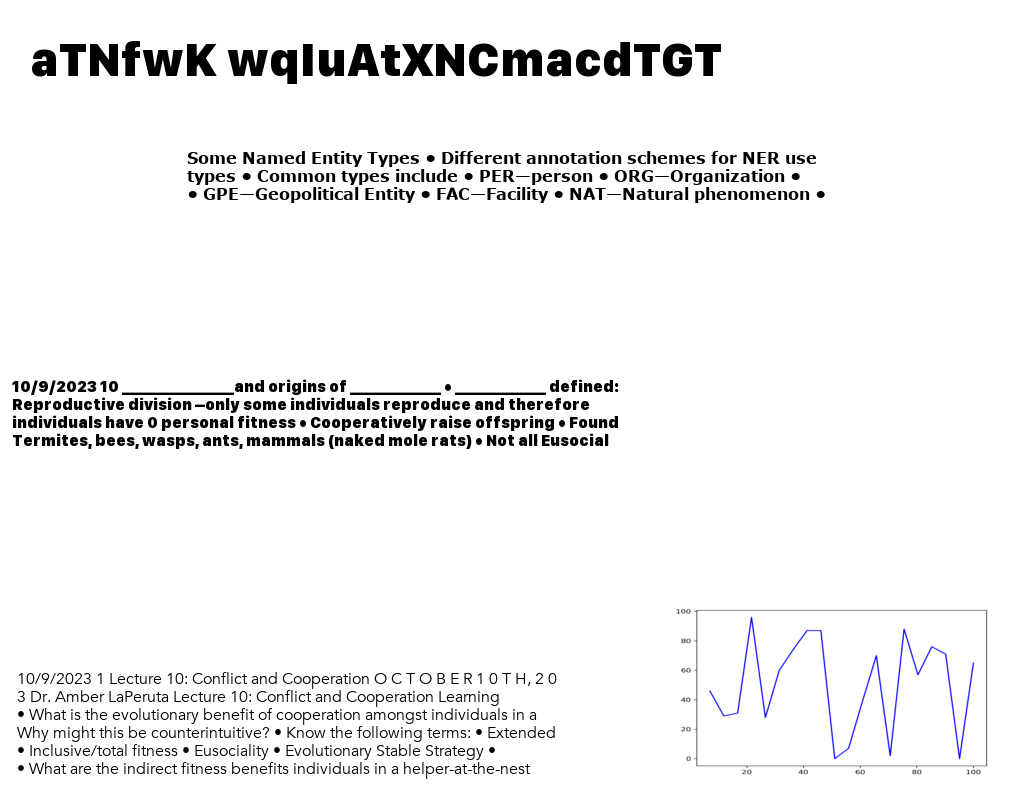 aTNfwK wqIuAtXNCmacdTGT
Some Named Entity Types • Different annotation schemes for NER use
types • Common types include • PER—person • ORG—Organization •
• GPE—Geopolitical Entity • FAC—Facility • NAT—Natural phenomenon •
10/9/2023 10 _______________and origins of ____________ • ____________ defined:
Reproductive division —only some individuals reproduce and therefore
individuals have 0 personal fitness • Cooperatively raise offspring • Found
Termites, bees, wasps, ants, mammals (naked mole rats) • Not all Eusocial
10/9/2023 1 Lecture 10: Conflict and Cooperation O C T O B E R 1 0 T H, 2 0
3 Dr. Amber LaPeruta Lecture 10: Conflict and Cooperation Learning
• What is the evolutionary benefit of cooperation amongst individuals in a
Why might this be counterintuitive? • Know the following terms: • Extended
• Inclusive/total fitness • Eusociality • Evolutionary Stable Strategy •
• What are the indirect fitness benefits individuals in a helper-at-the-nest
100
80
60
40
20
0
20 40 60 80 100